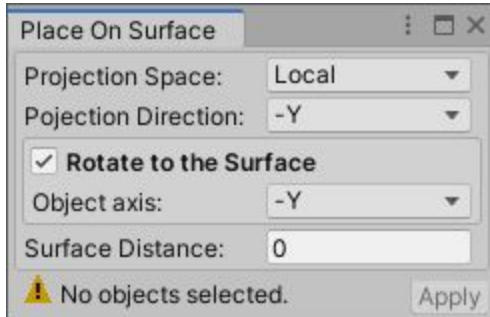 Place On Surface
Projection Space: Local
Pojection Direction: -Y
Rotate to the Surface
Object axis: -Y
Surface Distance: 0
No objects selected. Apply